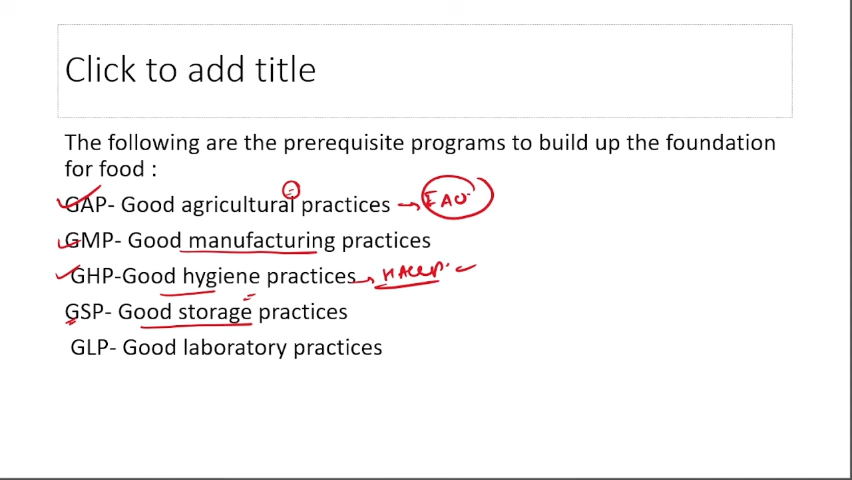 Click to add title
The following are the prerequisite programs to build up the foundation
for food :
GAP- Good agricultural practices → FAO
GMP- Good manufacturing practices
GHP-Good hygiene practices → HACCP
GSP- Good storage practices
GLP- Good laboratory practices